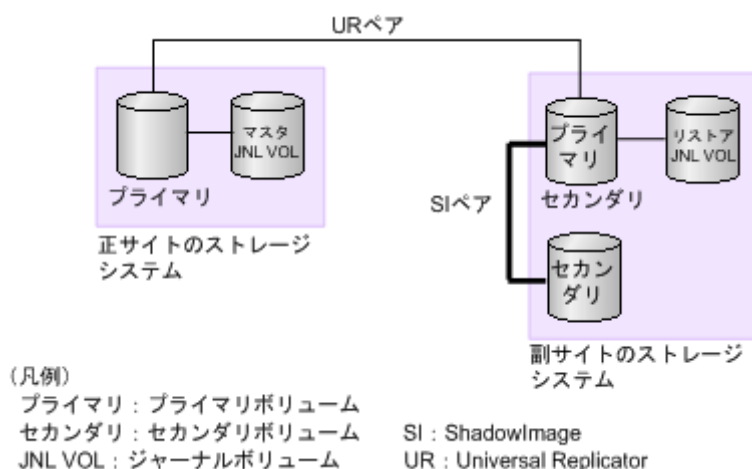 URペア
マスタ
JNL VOL
プライマリ
正サイトのストレージ
システム
プライ
マリ
リストア
JNL VOL
セカンダリ
SIペア
セカン
ダリ
副サイトのストレージ
システム
(凡例)
プライマリ:プライマリボリューム
セカンダリ:セカンダリボリューム
JNL VOL:ジャーナルボリューム
SI:ShadowImage
UR:Universal Replicator